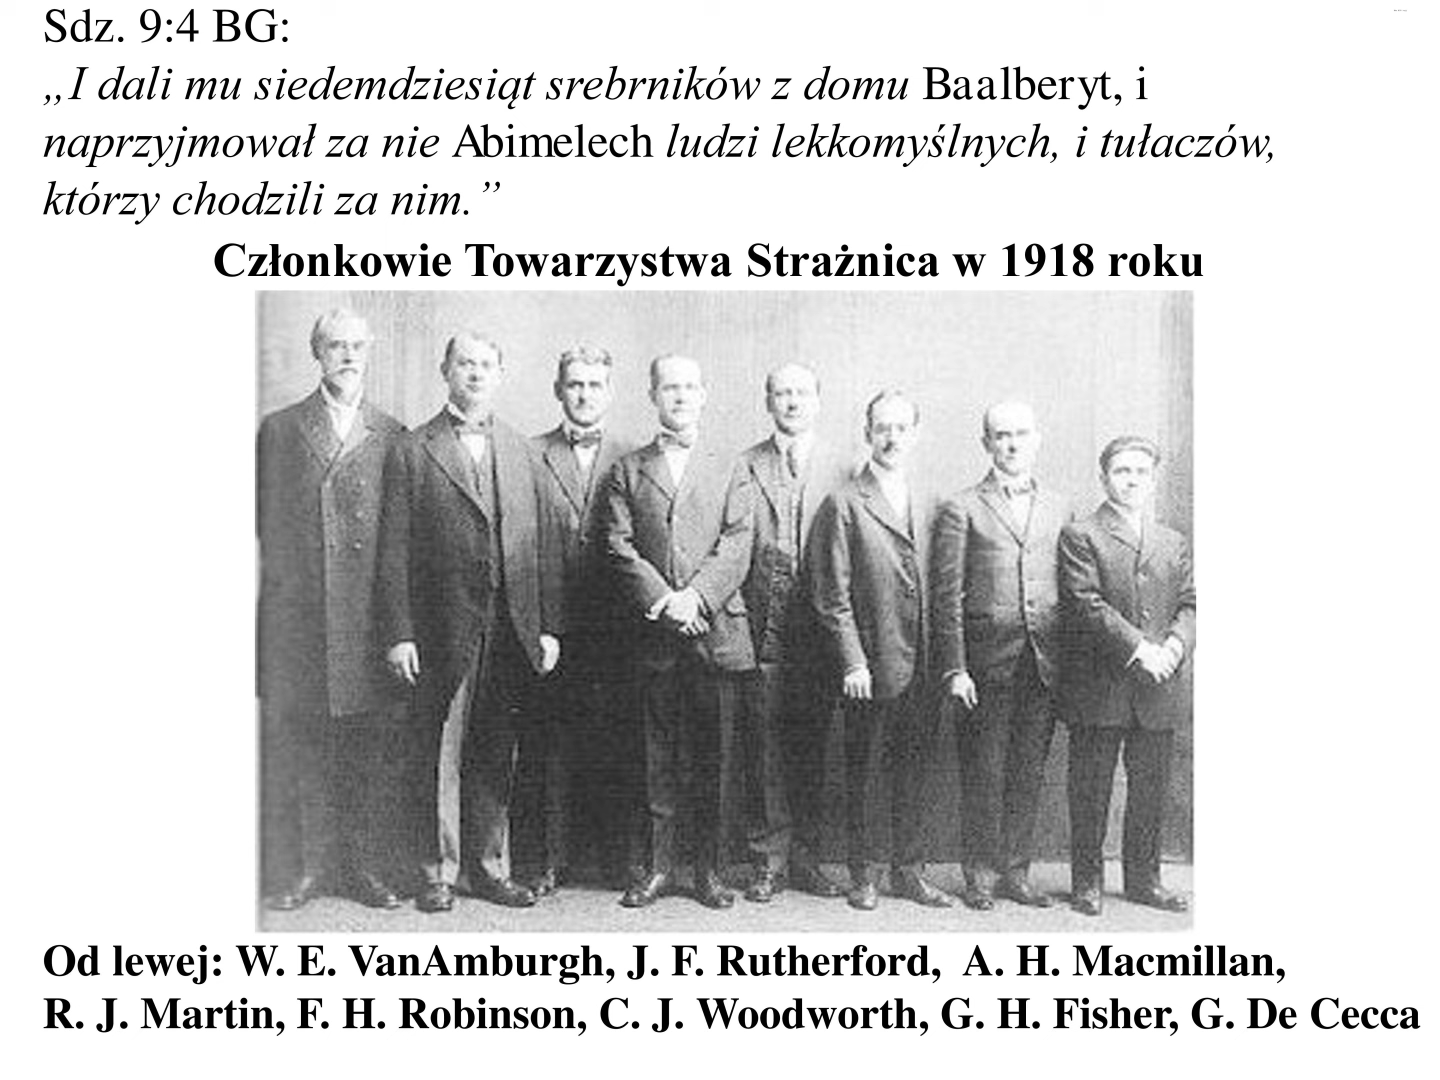 Sdz. 9:4 BG:
„I dali mu siedemdziesiąt srebrników z domu Baalberyt, i
naprzyjmował za nie Abimelech ludzi lekkomyślnych, i tułaczów,
którzy chodzili za nim.”
Członkowie Towarzystwa Strażnica w 1918 roku
Od lewej: W. E. VanAmburgh, J. F. Rutherford,  A. H. Macmillan,
R. J. Martin, F. H. Robinson, C. J. Woodworth, G. H. Fisher, G. De Cecca